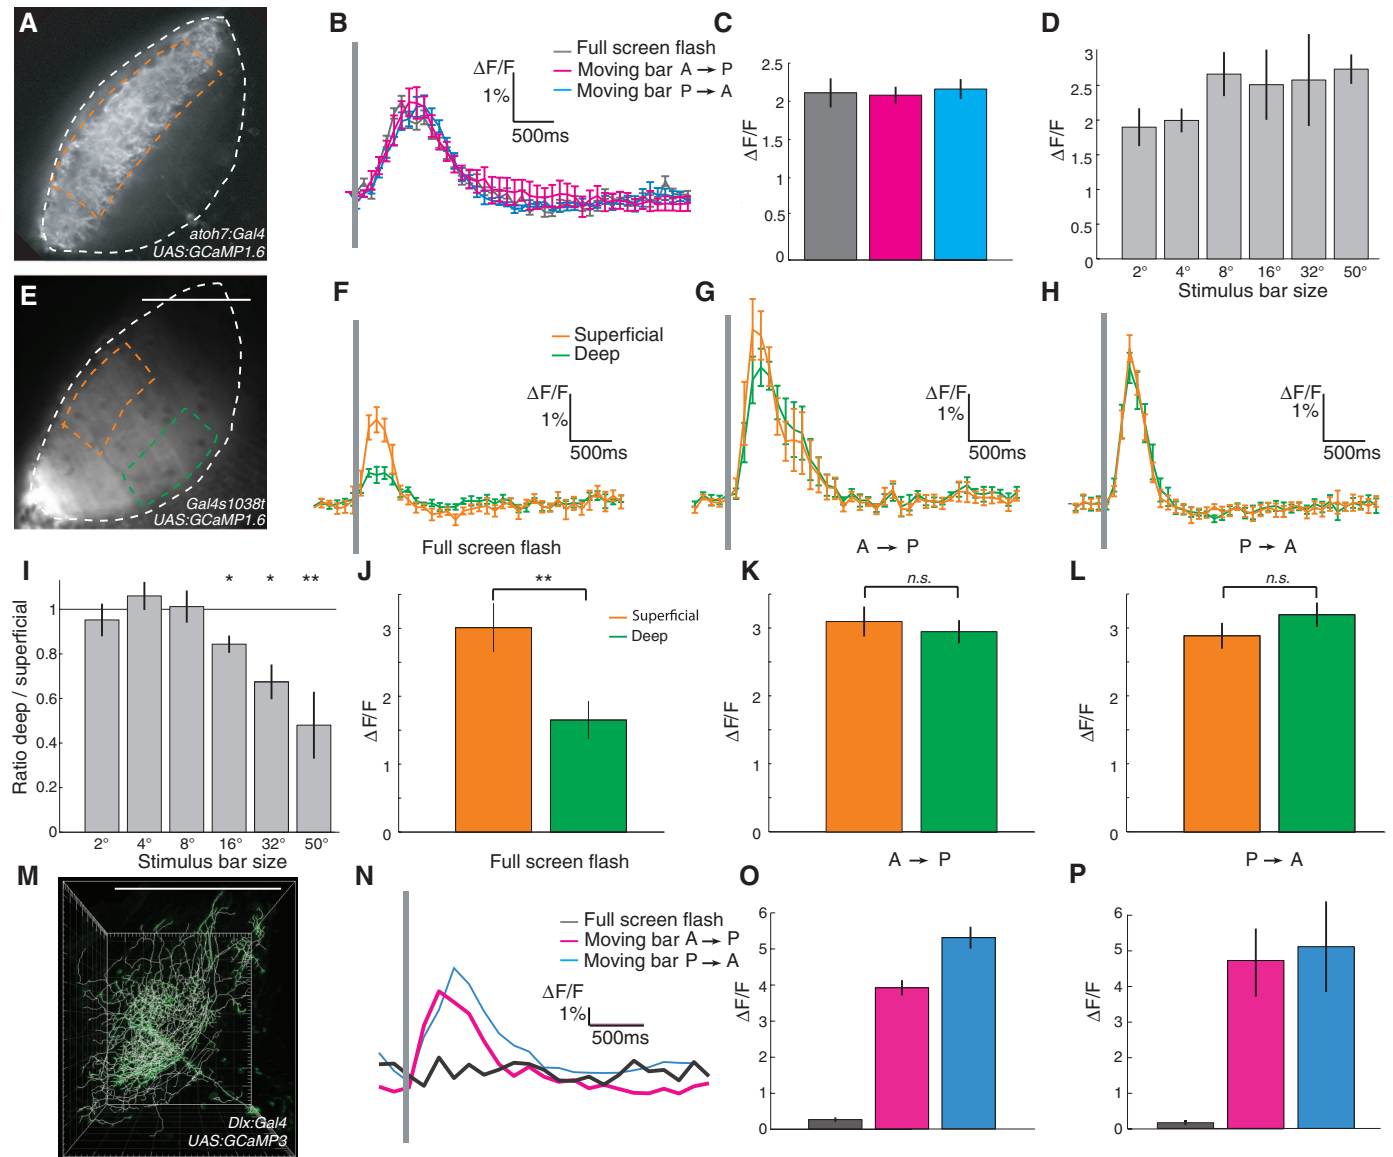 A
atoh7:Gal4
UAS:GCaMP1.6
B
Full screen flash
Moving bar A → P
Moving bar P → A
ΔF/F
1%
500ms
C
ΔF/F
2.5
2
1.5
1
0.5
0
D
ΔF/F
3
2.5
2
1.5
1
0.5
0
2° 4° 8° 16° 32° 50°
Stimulus bar size
E
Gal4s1038t
UAS:GCaMP1.6
F
Superficial
Deep
ΔF/F
1%
500ms
Full screen flash
G
ΔF/F
1%
500ms
A → P
H
ΔF/F
1%
500ms
P → A
I
* * **
Ratio deep / superficial
1
0.8
0.6
0.4
0.2
0
2° 4° 8° 16° 32° 50°
Stimulus bar size
J
**
Superficial
Deep
ΔF/F
3
2
1
0
Full screen flash
K
n.s.
ΔF/F
3
2
1
0
A → P
L
n.s.
ΔF/F
3
2
1
0
P → A
M
Dlx:Gal4
UAS:GCaMP3
N
Full screen flash
Moving bar A → P
Moving bar P → A
ΔF/F
1%
500ms
O
ΔF/F
6
5
4
3
2
1
0
P
ΔF/F
6
5
4
3
2
1
0